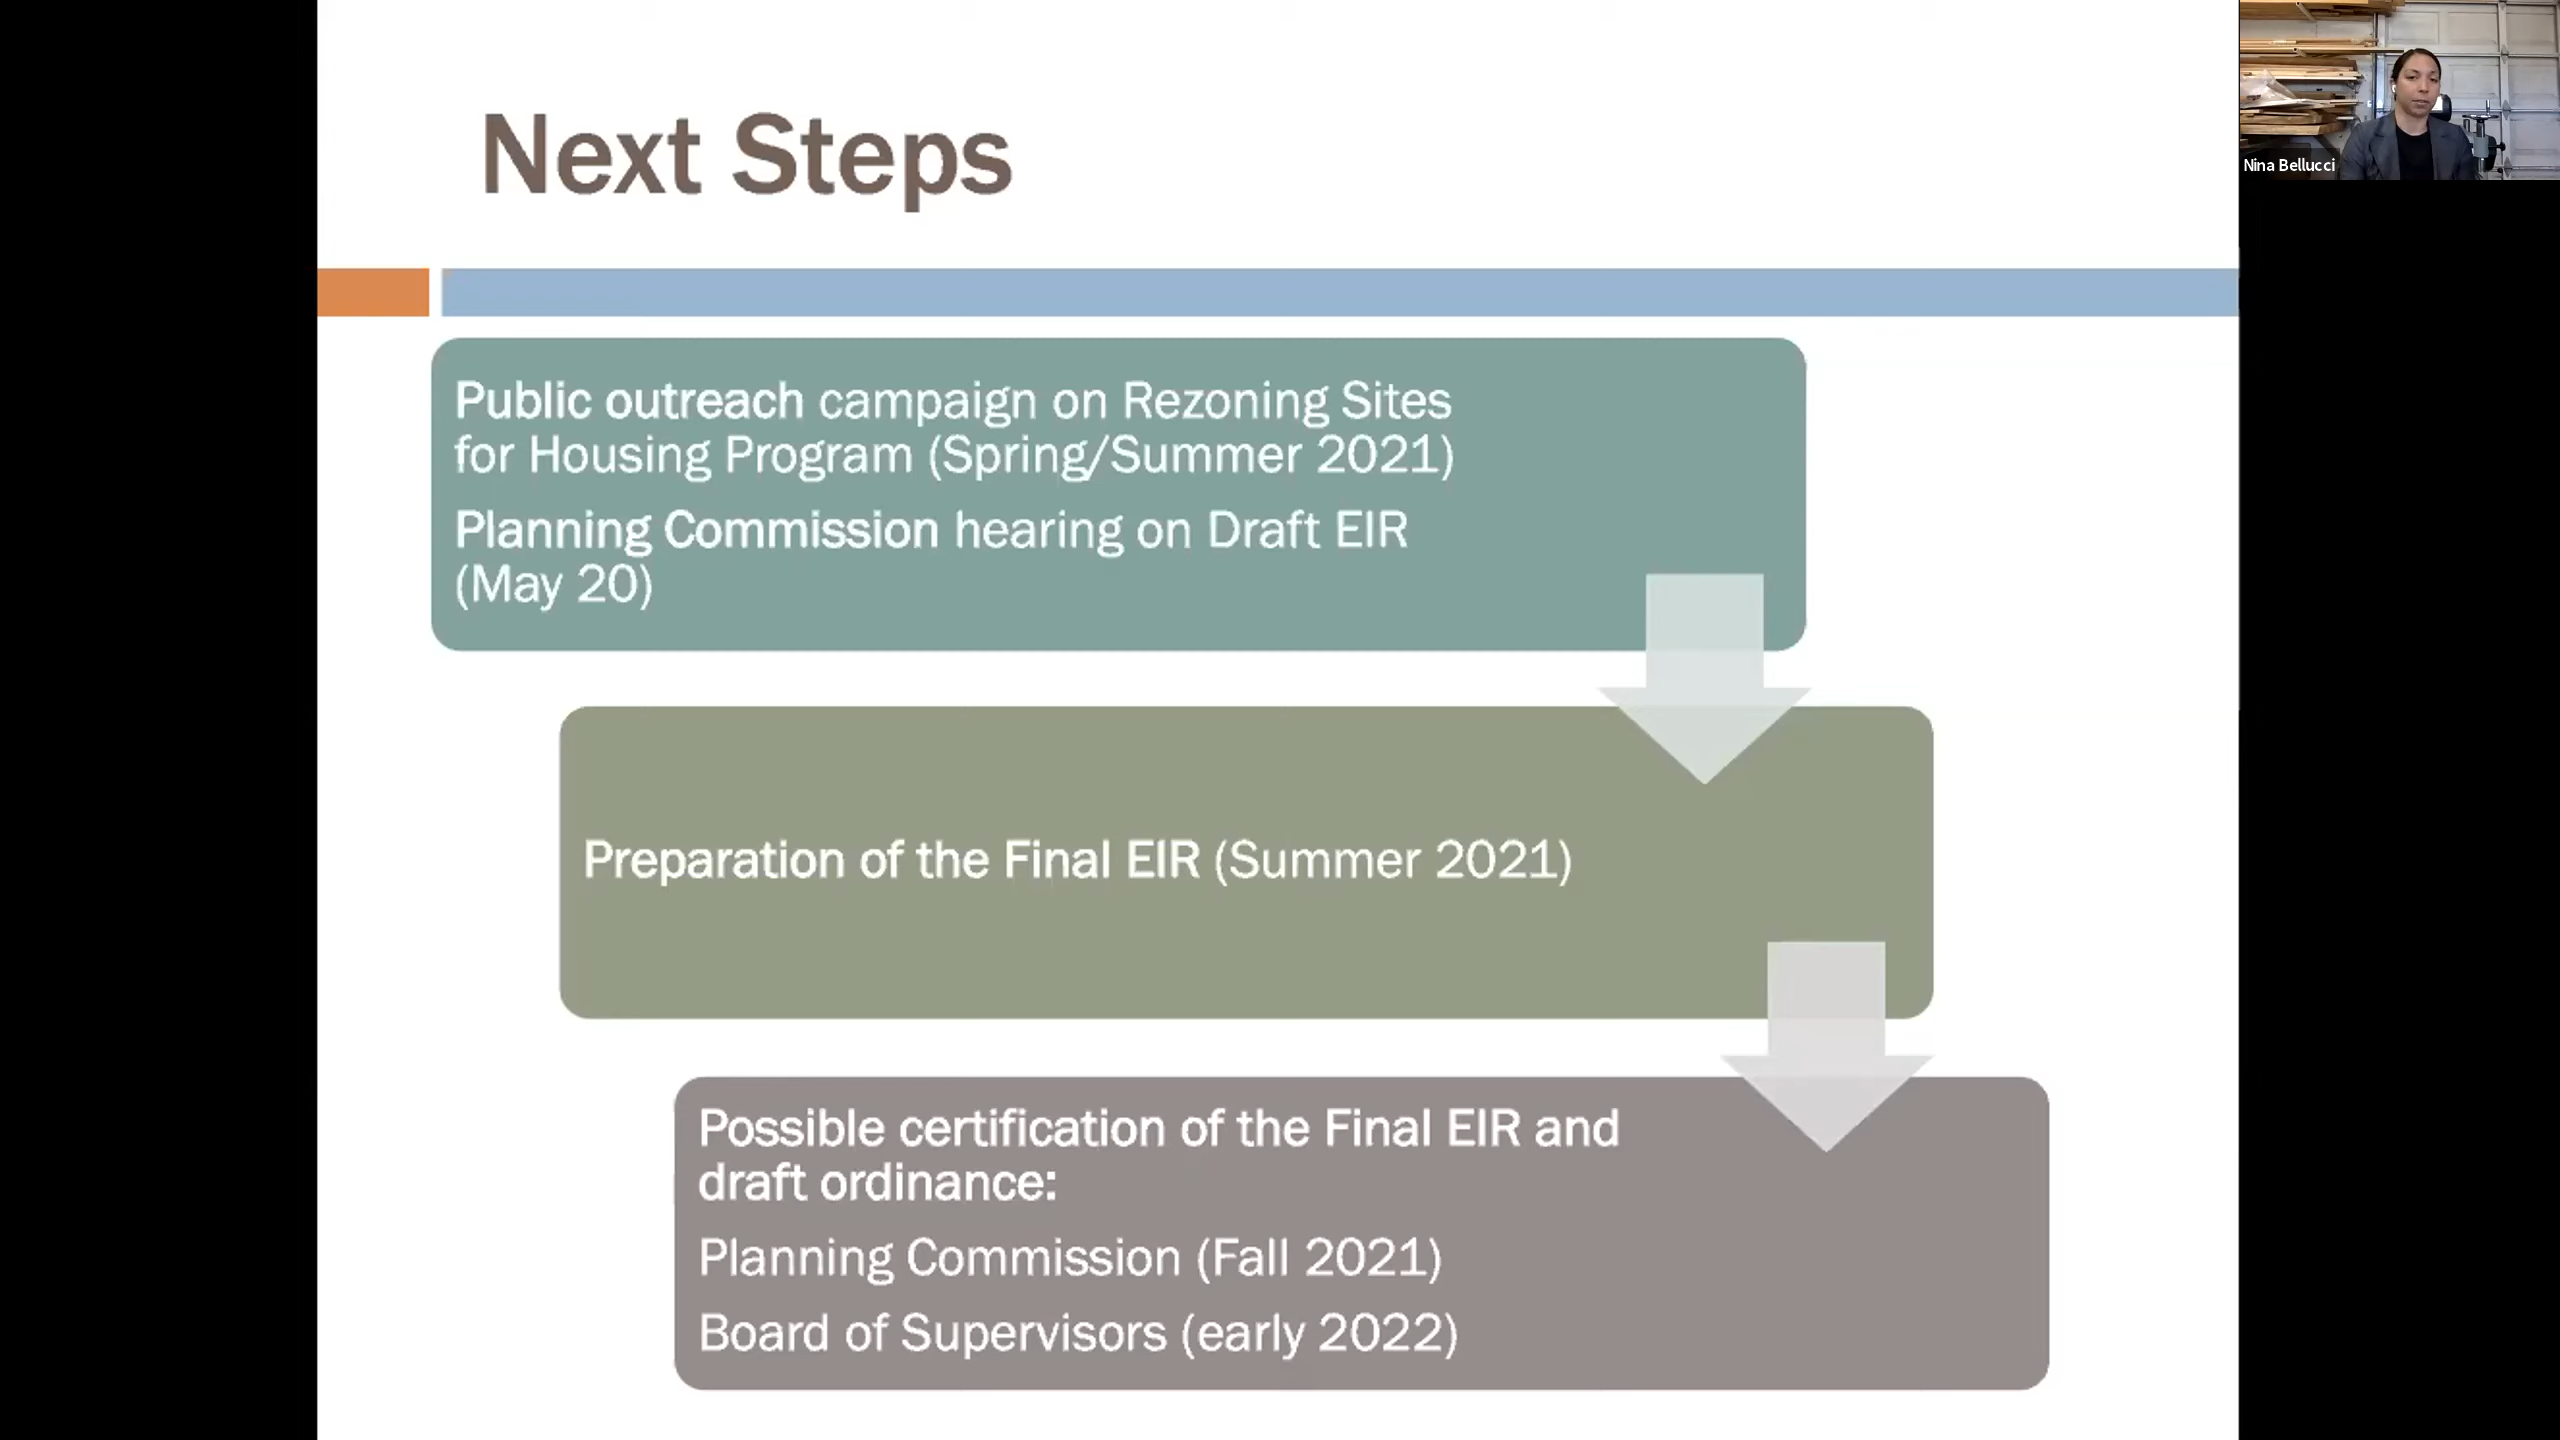 Next Steps
Nina Bellucci
Public outreach campaign on Rezoning Sites
for Housing Program (Spring/Summer 2021)
Planning Commission hearing on Draft EIR
(May 20)
Preparation of the Final EIR (Summer 2021)
Possible certification of the Final EIR and
draft ordinance:
Planning Commission (Fall 2021)
Board of Supervisors (early 2022)